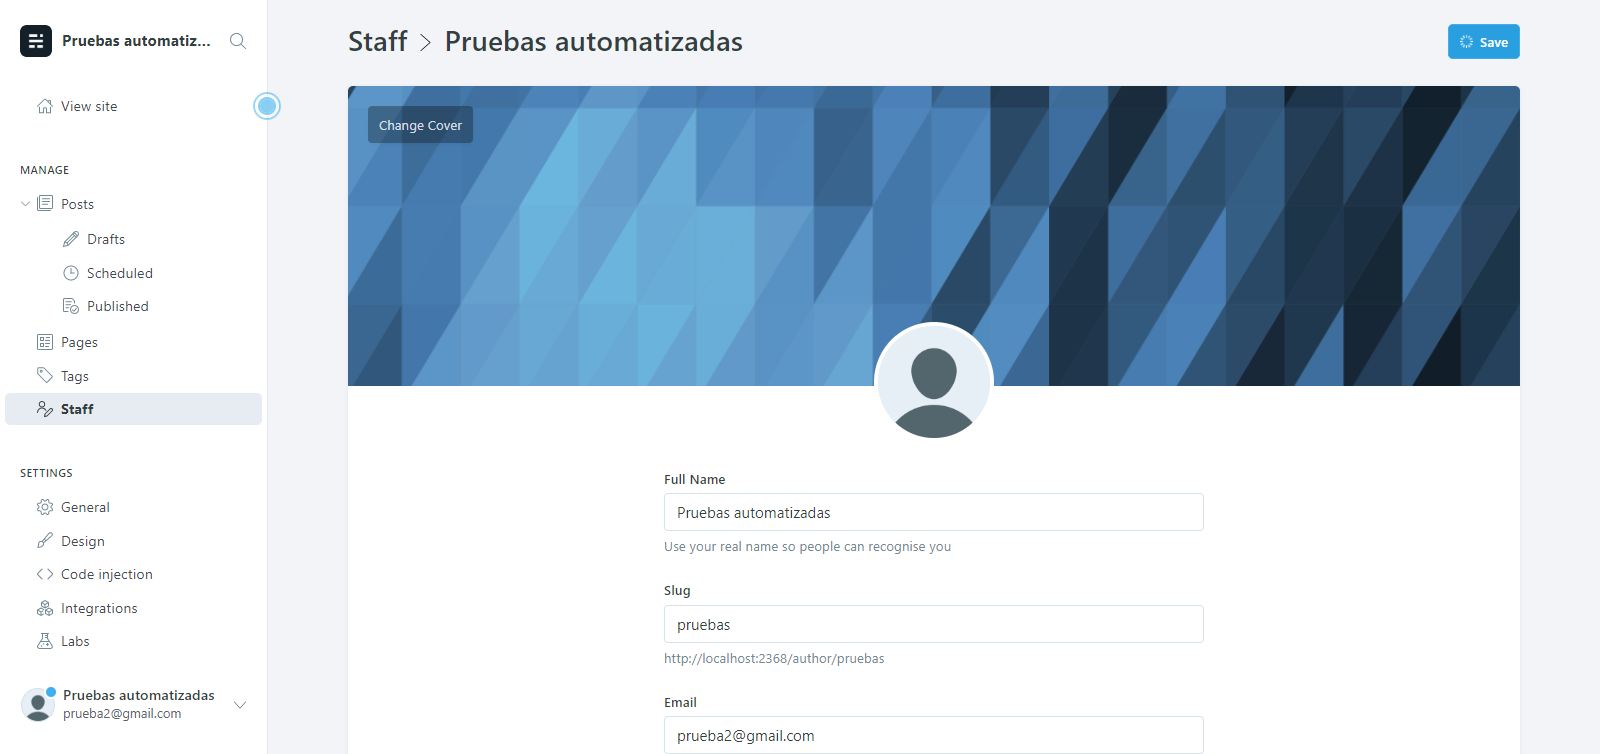 Pruebas automatiz...
View site
MANAGE
Posts
Drafts
Scheduled
Published
Pages
Tags
Staff
SETTINGS
General
Design
Code injection
Integrations
Labs
Pruebas automatizadas
prueba2@gmail.com
Staff > Pruebas automatizadas
Save
Change Cover
Full Name
Pruebas automatizadas
Use your real name so people can recognise you
Slug
pruebas
http://localhost:2368/author/pruebas
Email
prueba2@gmail.com